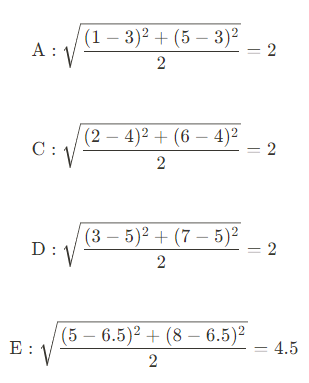 A : √((1 − 3)² + (5 − 3)²)/2 = 2
C : √((2 − 4)² + (6 − 4)²)/2 = 2
D : √((3 − 5)² + (7 − 5)²)/2 = 2
E : √((5 − 6.5)² + (8 − 6.5)²)/2 = 4.5